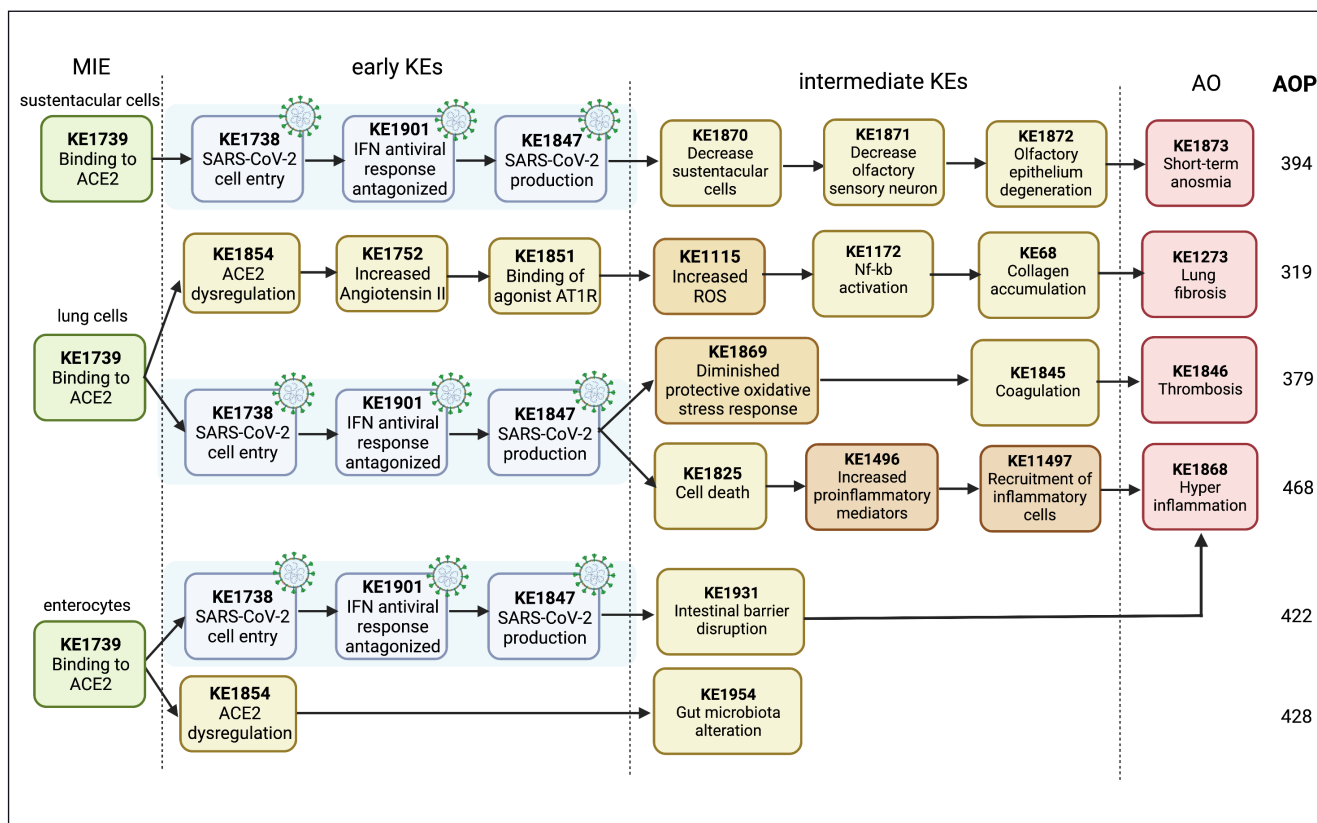 MIE
early KEs
intermediate KEs
AO
AOP
sustentacular cells
KE1739
Binding to
ACE2
KE1738
SARS-CoV-2
cell entry
KE1901
IFN antiviral
response
antagonized
KE1847
SARS-CoV-2
production
KE1870
Decrease
sustentacular
cells
KE1871
Decrease
olfactory
sensory neuron
KE1872
Olfactory
epithelium
degeneration
KE1873
Short-term
anosmia
394
KE1854
ACE2
dysregulation
KE1752
Increased
Angiotensin II
KE1851
Binding of
agonist AT1R
KE1115
Increased
ROS
KE1172
Nf-kb
activation
KE68
Collagen
accumulation
KE1273
Lung
fibrosis
319
lung cells
KE1739
Binding to
ACE2
KE1738
SARS-CoV-2
cell entry
KE1901
IFN antiviral
response
antagonized
KE1847
SARS-CoV-2
production
KE1869
Diminished
protective oxidative
stress response
KE1845
Coagulation
KE1846
Thrombosis
379
KE1825
Cell death
KE1496
Increased
proinflammatory
mediators
KE11497
Recruitment of
inflammatory
cells
KE1868
Hyper
inflammation
468
enterocytes
KE1739
Binding to
ACE2
KE1738
SARS-CoV-2
cell entry
KE1901
IFN antiviral
response
antagonized
KE1847
SARS-CoV-2
production
KE1931
Intestinal barrier
disruption
422
KE1854
ACE2
dysregulation
KE1954
Gut microbiota
alteration
428